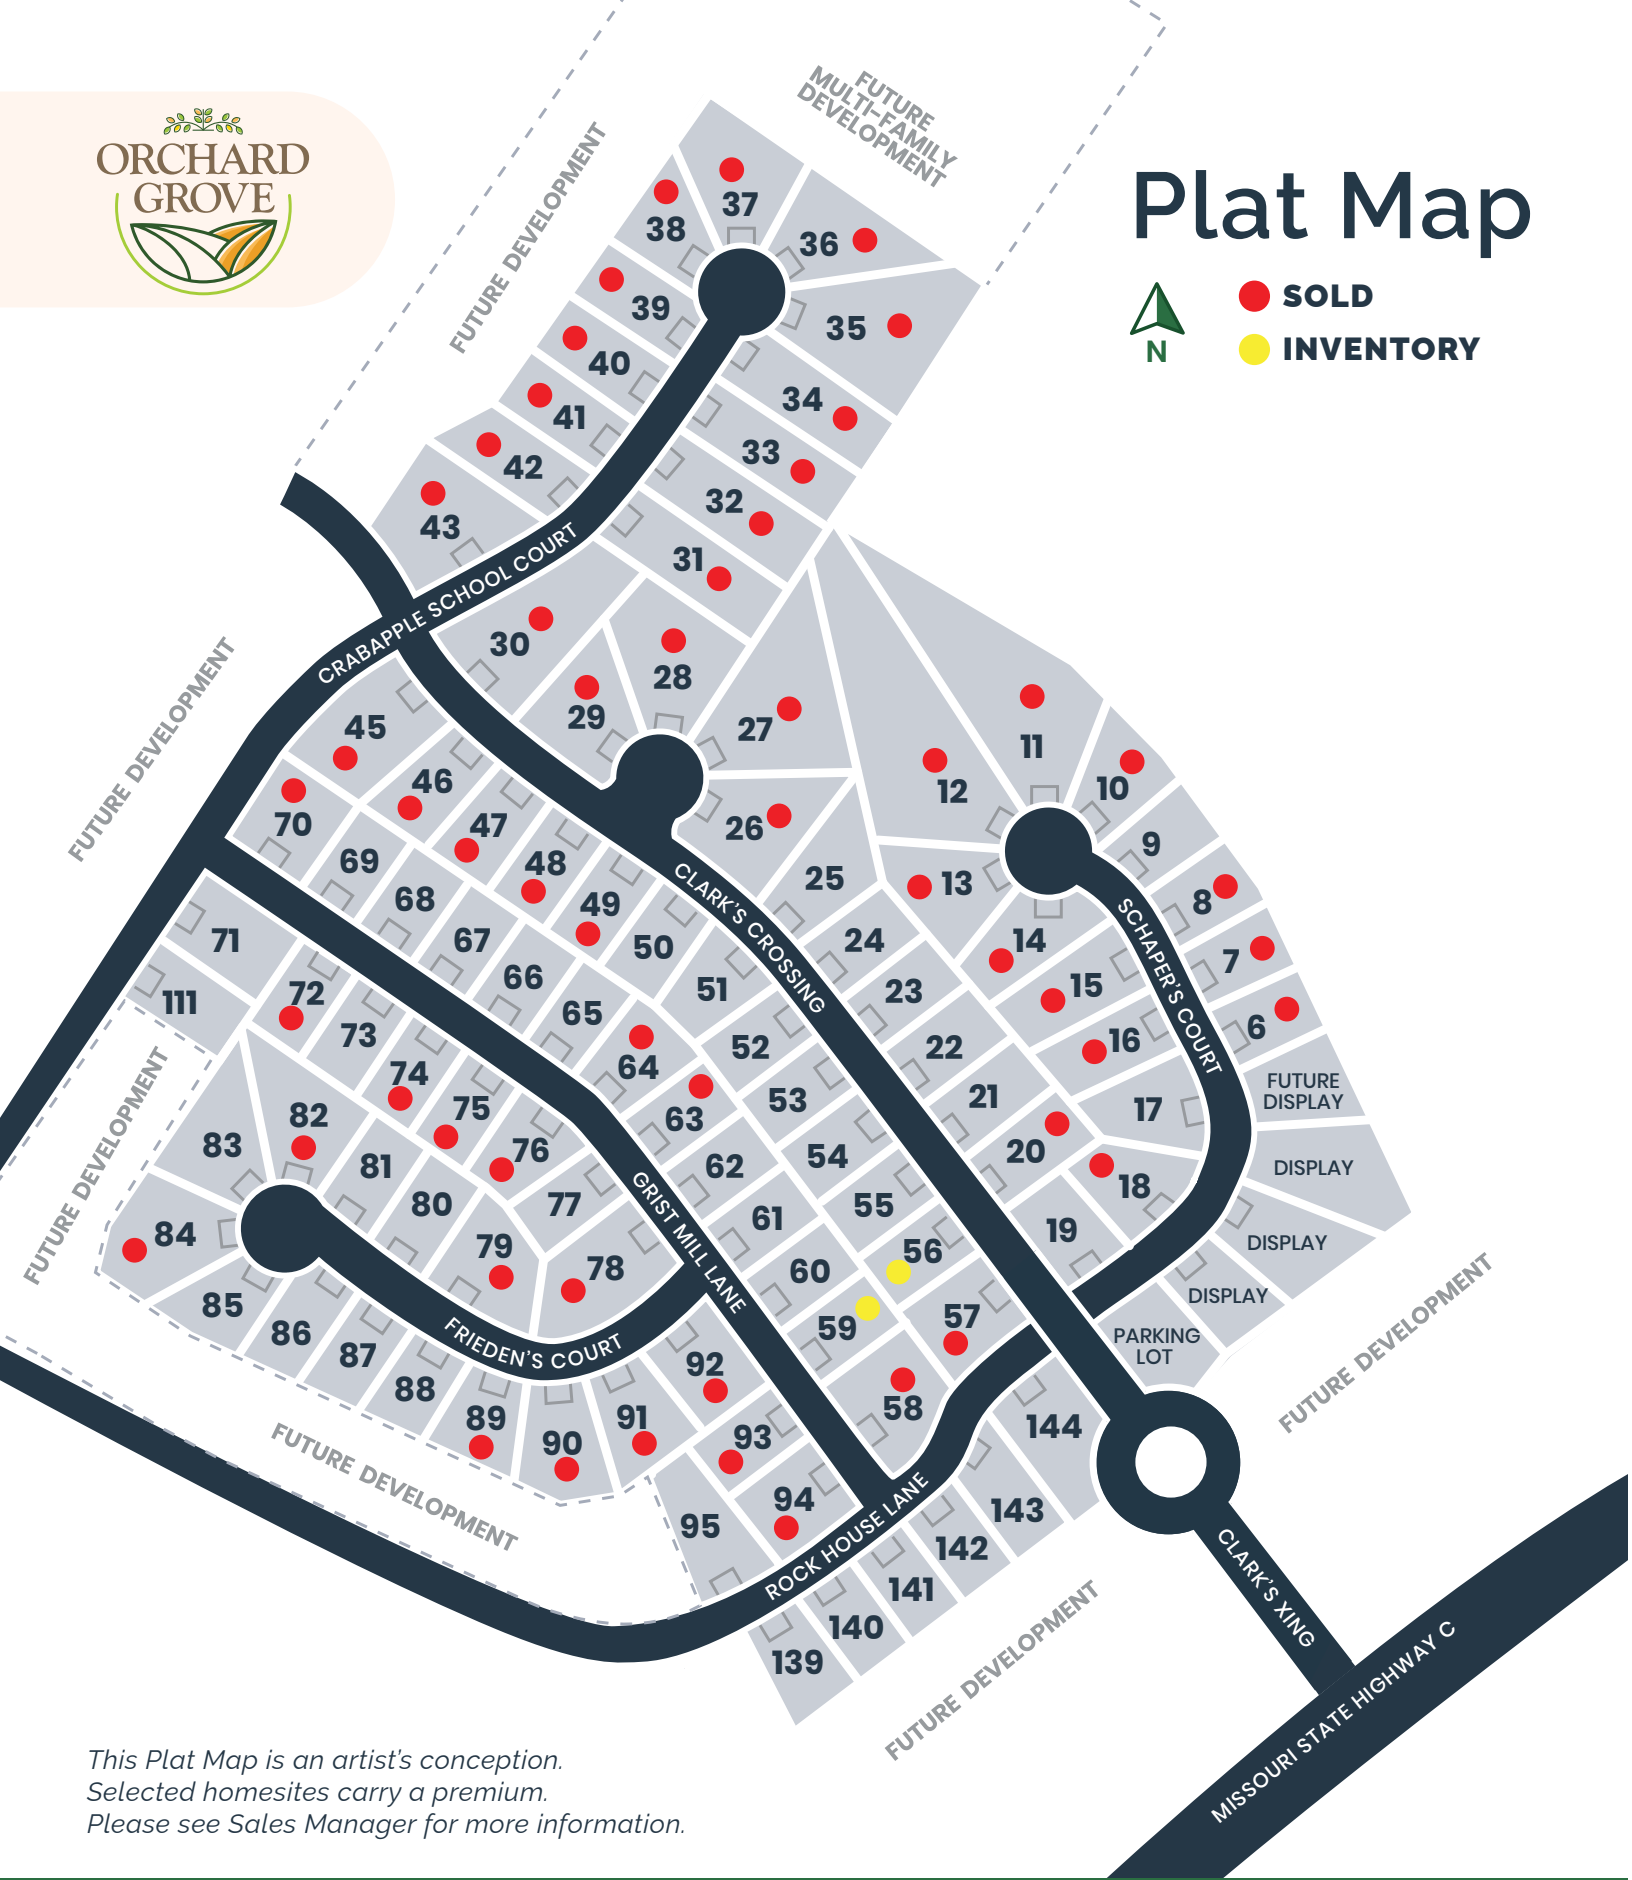 ORCHARD
GROVE
Plat Map
N
SOLD
INVENTORY
FUTURE
MULTI-FAMILY
DEVELOPMENT
FUTURE DEVELOPMENT
37
38
36
39
35
40
34
41
33
42
32
43
31
CRABAPPLE SCHOOL COURT
30
28
29
27
FUTURE DEVELOPMENT
45
11
46
12
10
70
47
26
9
69
48
25
13
8
68
49
CLARK'S CROSSING
SCHAPER'S COURT
71
67
50
24
14
7
66
51
23
15
111
72
65
6
73
52
22
16
74
64
53
21
17
FUTURE
DISPLAY
75
63
82
83
76
54
20
81
62
DISPLAY
18
80
77
55
61
19
84
79
56
60
78
DISPLAY
FUTURE DEVELOPMENT
GRIST MILL LANE
85
59
57
DISPLAY
86
FRIEDEN'S COURT
PARKING
LOT
87
92
FUTURE DEVELOPMENT
88
58
89
91
93
144
90
FUTURE DEVELOPMENT
94
95
143
ROCK HOUSE LANE
142
141
140
139
CLARK'S XING
FUTURE DEVELOPMENT
MISSOURI STATE HIGHWAY C
This Plat Map is an artist's conception.
Selected homesites carry a premium.
Please see Sales Manager for more information.